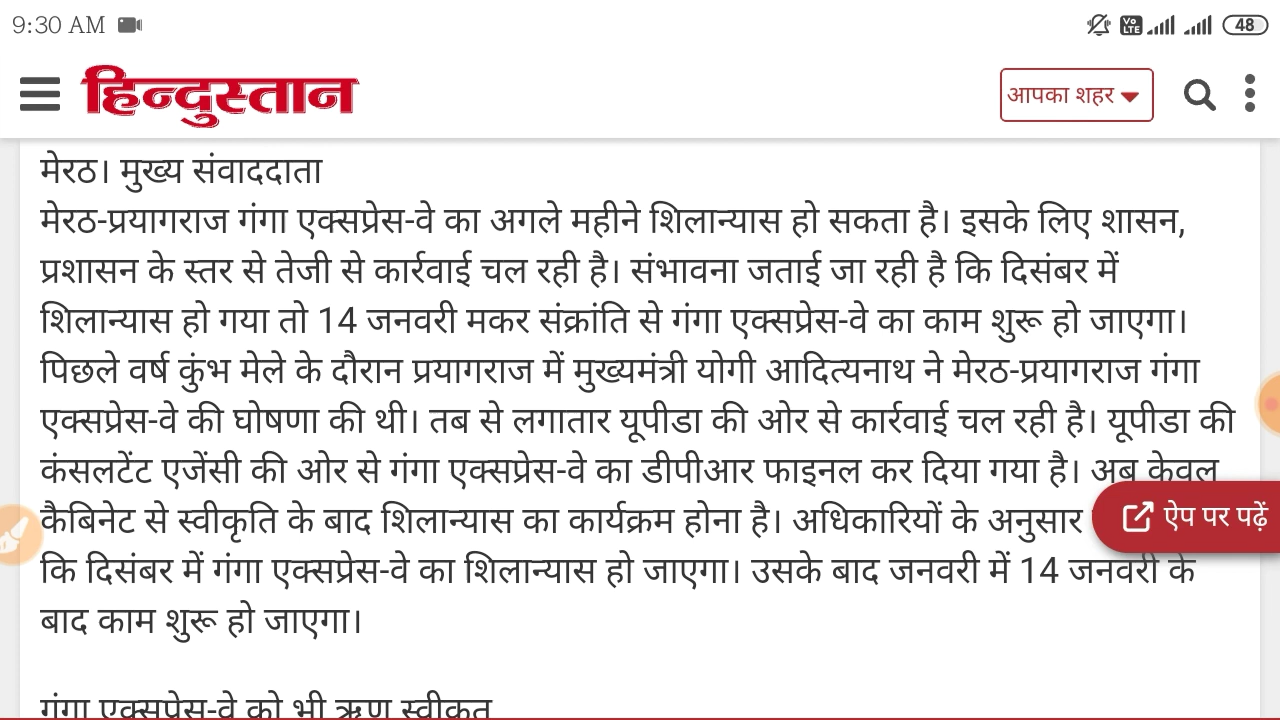 9:30 AM
Vo LTE
48
हिन्दुस्तान
आपका शहर
मेरठ। मुख्य संवाददाता
मेरठ-प्रयागराज गंगा एक्सप्रेस-वे का अगले महीने शिलान्यास हो सकता है। इसके लिए शासन,
प्रशासन के स्तर से तेजी से कार्रवाई चल रही है। संभावना जताई जा रही है कि दिसंबर में
शिलान्यास हो गया तो 14 जनवरी मकर संक्रांति से गंगा एक्सप्रेस-वे का काम शुरू हो जाएगा।
पिछले वर्ष कुंभ मेले के दौरान प्रयागराज में मुख्यमंत्री योगी आदित्यनाथ ने मेरठ-प्रयागराज गंगा
एक्सप्रेस-वे की घोषणा की थी। तब से लगातार यूपीडा की ओर से कार्रवाई चल रही है। यूपीडा की
कंसलटेंट एजेंसी की ओर से गंगा एक्सप्रेस-वे का डीपीआर फाइनल कर दिया गया है। अब केवल
कैबिनेट से स्वीकृति के बाद शिलान्यास का कार्यक्रम होना है। अधिकारियों के अनुसार
ऐप पर पढ़ें
कि दिसंबर में गंगा एक्सप्रेस-वे का शिलान्यास हो जाएगा। उसके बाद जनवरी में 14 जनवरी के
बाद काम शुरू हो जाएगा।
गंगा एक्सप्रेस-वे को भी ऋण स्वीकृत